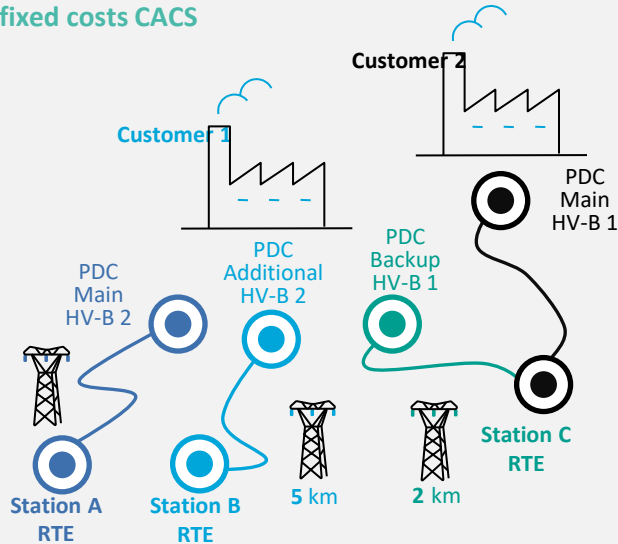 fixed costs CACS
Customer 2
Customer 1
PDC
Main
HV-B 1
PDC
Additional
HV-B 2
PDC
Backup
HV-B 1
PDC
Main
HV-B 2
Station C
RTE
5 km
2 km
Station A
RTE
Station B
RTE